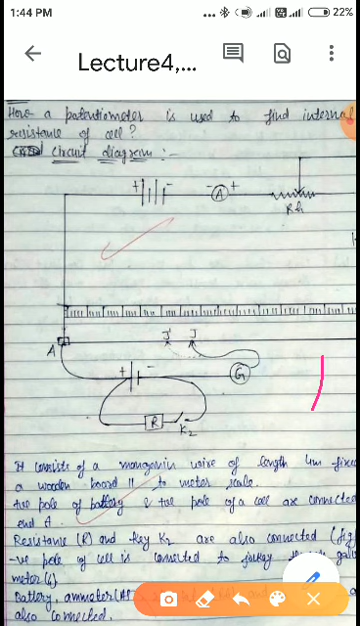 1:44 PM
22%
Lecture4,...
How a potentiometer is used to find internal
resistance of cell?
Circuit diagram :-
+ -
- A +
Rh
A
J' J
+ -
G
R
K2
It consists of a manganin wire of length 4m fixed
a wooden board || to meter scale.
+ve pole of battery & +ve pole of a cell are connected
end A.
Resistance (R) and key K2 are also connected (fig
-ve pole of cell is connected to jockey galv
meter (G)
Battery, ammeter (A)
also connected.